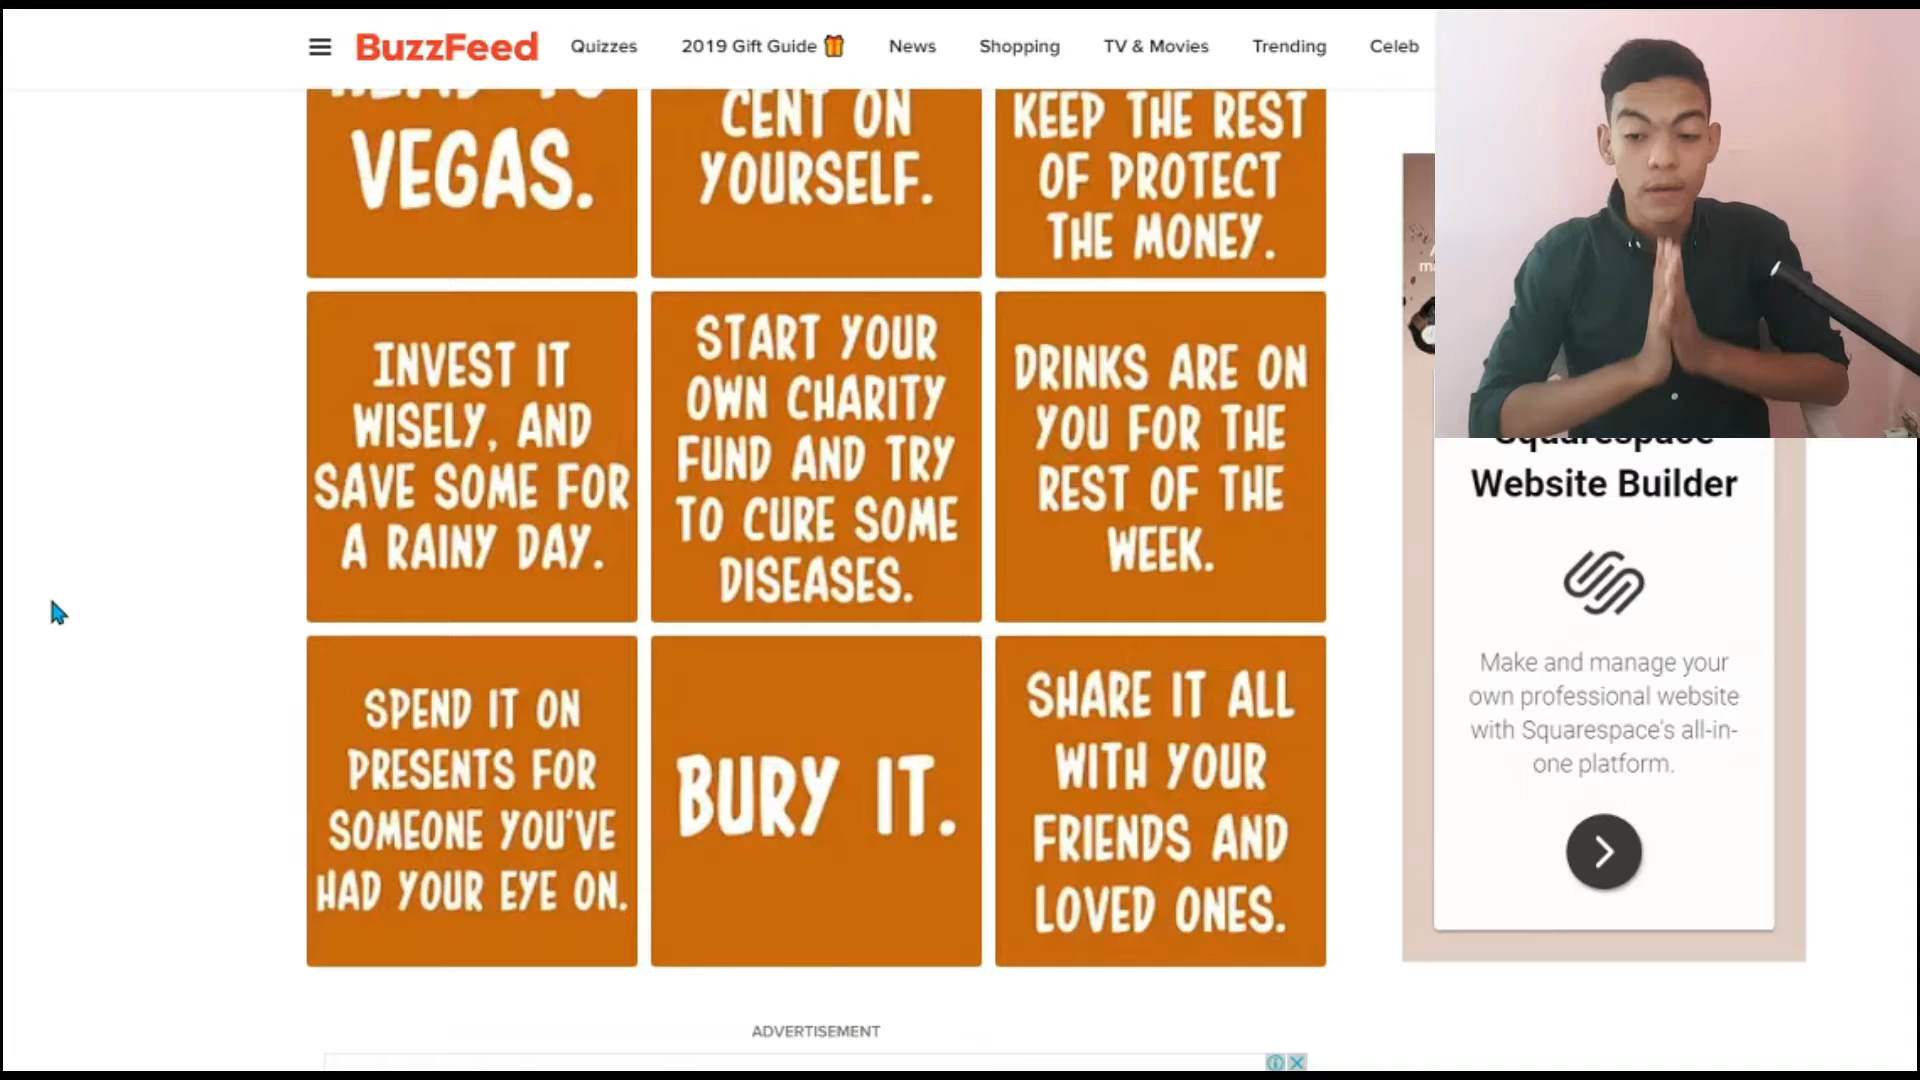 BuzzFeed Quizzes 2019 Gift Guide News Shopping TV & Movies Trending Celeb
VEGAS.
CENT ON
YOURSELF.
KEEP THE REST
OF PROTECT
THE MONEY.
INVEST IT
WISELY, AND
SAVE SOME FOR
A RAINY DAY.
START YOUR
OWN CHARITY
FUND AND TRY
TO CURE SOME
DISEASES.
DRINKS ARE ON
YOU FOR THE
REST OF THE
WEEK.
SPEND IT ON
PRESENTS FOR
SOMEONE YOU'VE
HAD YOUR EYE ON.
BURY IT.
SHARE IT ALL
WITH YOUR
FRIENDS AND
LOVED ONES.
Squarespace
Website Builder
Make and manage your
own professional website
with Squarespace's all-in-
one platform.
ADVERTISEMENT